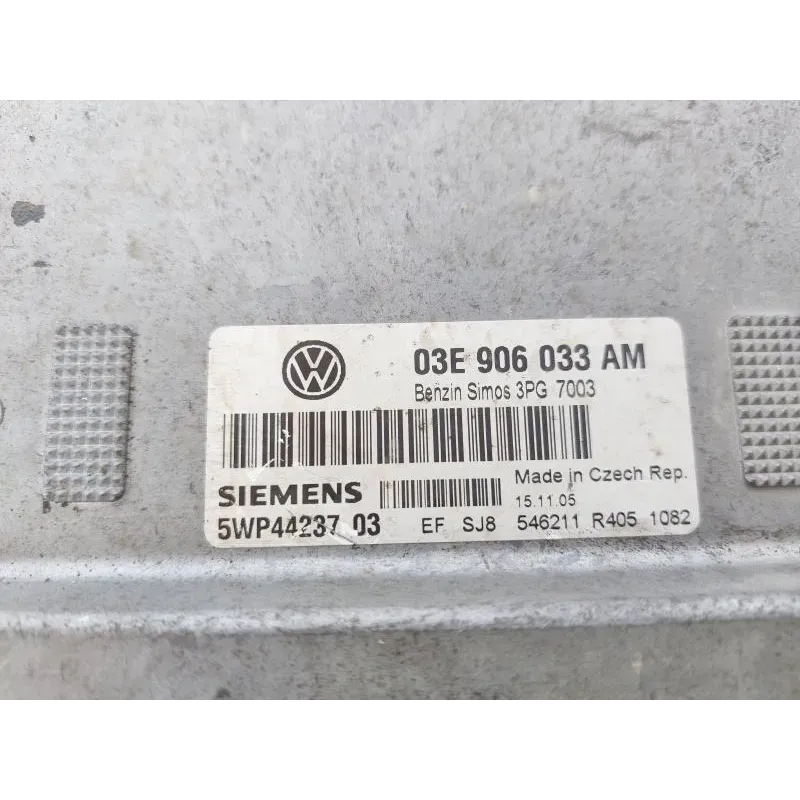 VW
03E 906 033 AM
Benzin Simos 3PG 7003
Made in Czech Rep.
SIEMENS
15.11.05
5WP44237 03
EF SJ8 546211 R405 1082